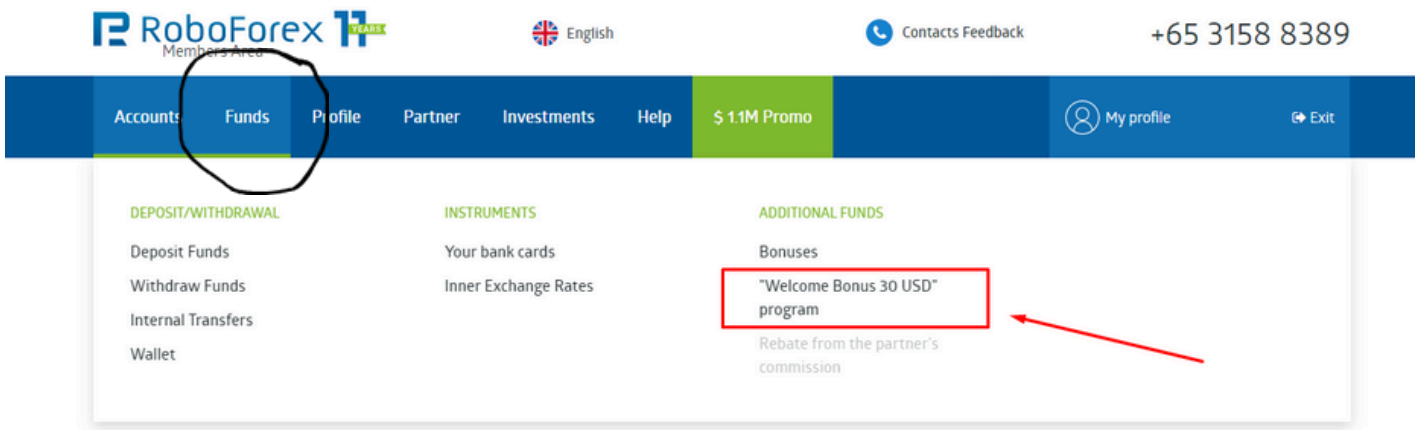 RoboForex 11 YEARS
Members Area
English
Contacts Feedback
+65 3158 8389
Accounts Funds Profile Partner Investments Help $ 1.1M Promo My profile Exit
DEPOSIT/WITHDRAWAL
Deposit Funds
Withdraw Funds
Internal Transfers
Wallet
INSTRUMENTS
Your bank cards
Inner Exchange Rates
ADDITIONAL FUNDS
Bonuses
"Welcome Bonus 30 USD"
program
Rebate from the partner's
commission